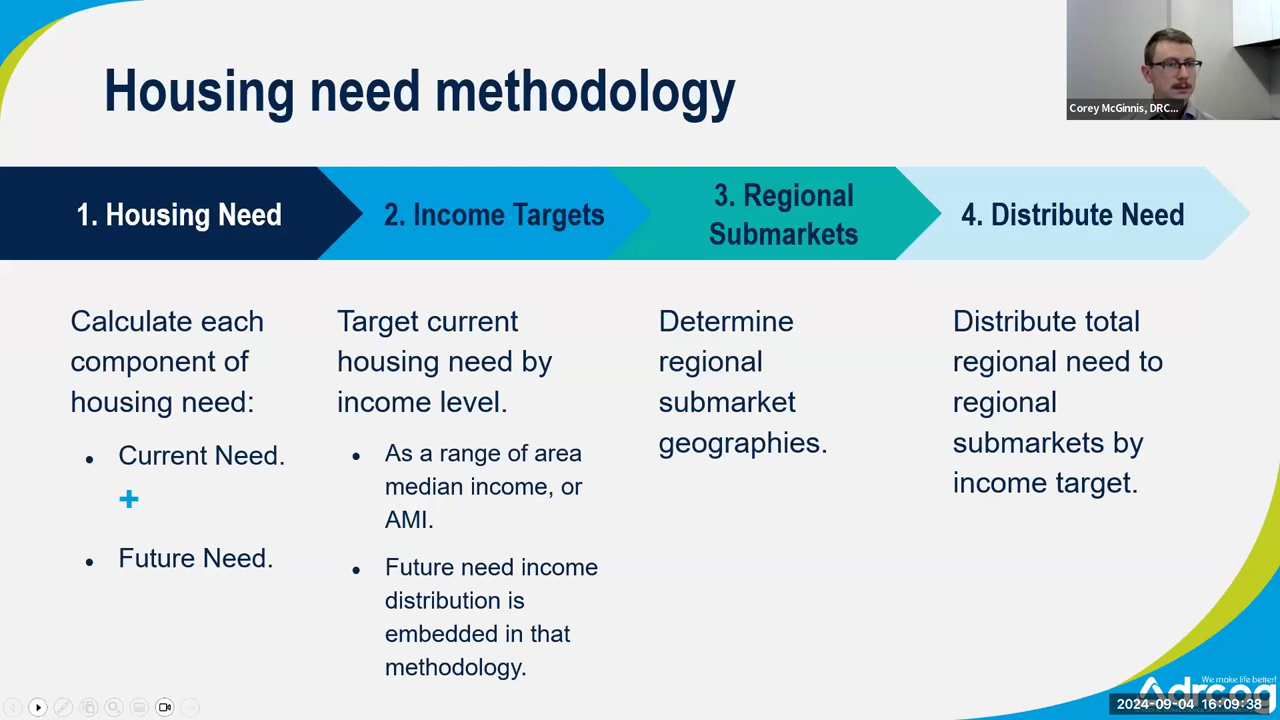 Housing need methodology
Corey McGinnis, DRC...
1. Housing Need
2. Income Targets
3. Regional
Submarkets
4. Distribute Need
Calculate each
component of
housing need:
• Current Need.
+
• Future Need.
Target current
housing need by
income level.
• As a range of area
median income, or
AMI.
• Future need income
distribution is
embedded in that
methodology.
Determine
regional
submarket
geographies.
Distribute total
regional need to
regional
submarkets by
income target.
We make life better!
drcog
2024-09-04 16:09:38